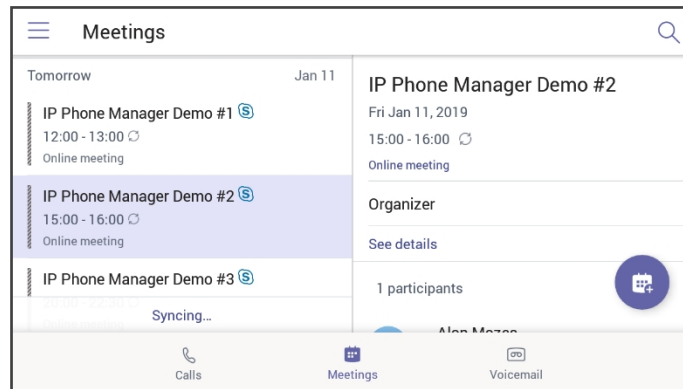 Meetings
Tomorrow Jan 11
IP Phone Manager Demo #1
12:00 - 13:00
Online meeting
IP Phone Manager Demo #2
15:00 - 16:00
Online meeting
IP Phone Manager Demo #3
Syncing...
IP Phone Manager Demo #2
Fri Jan 11, 2019
15:00 - 16:00
Online meeting
Organizer
See details
1 participants
Calls
Meetings
Voicemail